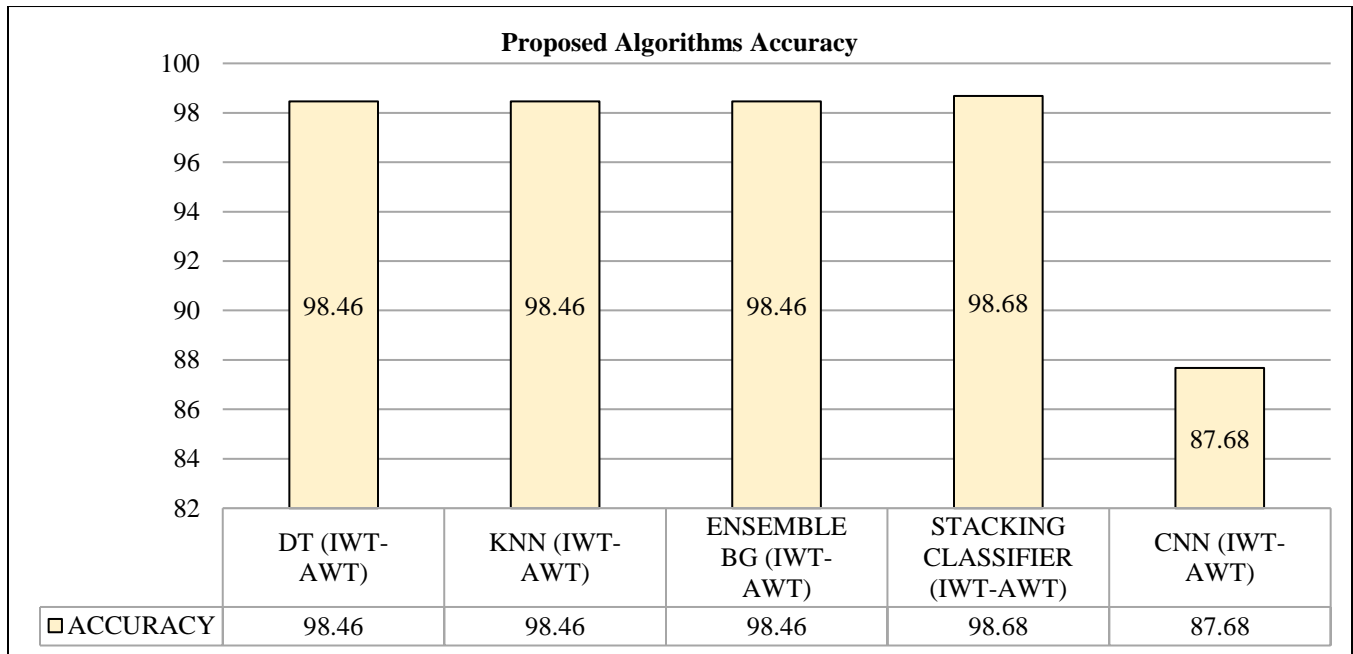 Proposed Algorithms Accuracy
100
98
96
94
92
90
88
86
84
82
98.46
98.46
98.46
98.68
87.68
DT (IWT-
AWT)
KNN (IWT-
AWT)
ENSEMBLE
BG (IWT-
AWT)
STACKING
CLASSIFIER
(IWT-AWT)
CNN (IWT-
AWT)
ACCURACY 98.46 98.46 98.46 98.68 87.68